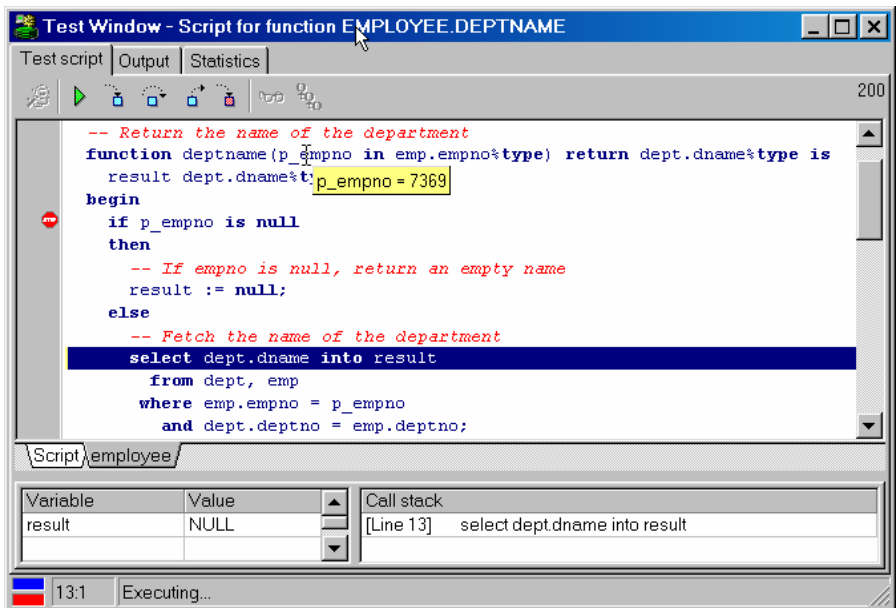 Test Window - Script for function EMPLOYEE.DEPTNAME
Test script Output Statistics
200
-- Return the name of the department
function deptname(p_empno in emp.empno%type) return dept.dname%type is
result dept.dname%ty
p_empno = 7369
begin
if p_empno is null
then
-- If empno is null, return an empty name
result := null;
else
-- Fetch the name of the department
select dept.dname into result
from dept, emp
where emp.empno = p_empno
and dept.deptno = emp.deptno;
Script employee
Variable Value Call stack
result NULL [Line 13] select dept.dname into result
13:1 Executing...